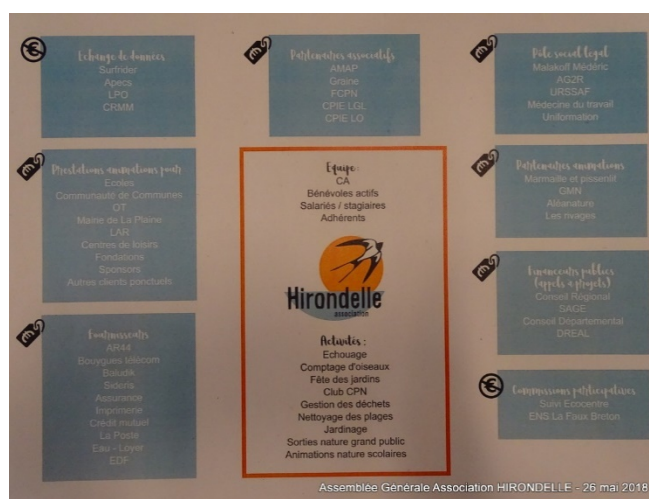 Echange de données
Surfrider
Apecs
LPO
CRMM
Partenaires associatifs
AMAP
Graine
FCPN
CPIE LGL
CPIE LO
Pôle social légal
Malakoff Médéric
AG2R
URSSAF
Médecine du travail
Uniformation
Prestations animations pour
Ecoles
Communauté de Communes
OT
Mairie de La Plaine
LAR
Centres de loisirs
Fondations
Sponsors
Autres clients ponctuels
Equipe :
CA
Bénévoles actifs
Salariés / stagiaires
Adhérents
Hirondelle
association
Activités :
Echouage
Comptage d'oiseaux
Fête des jardins
Club CPN
Gestion des déchets
Nettoyage des plages
Jardinage
Sorties nature grand public
Animations nature scolaires
Partenaires animations
Marmaille et pissenlit
GMN
Aléanature
Les rivages
Fournisseurs
AR44
Bouygues télécom
Baludik
Sideris
Assurance
Imprimerie
Crédit mutuel
La Poste
Eau - Loyer
EDF
Financeurs publics
(appels à projets)
Conseil Régional
SAGE
Conseil Départemental
DREAL
Commissions participatives
Suivi Ecocentre
ENS La Faux Breton
Assemblée Générale Association HIRONDELLE - 26 mai 2018